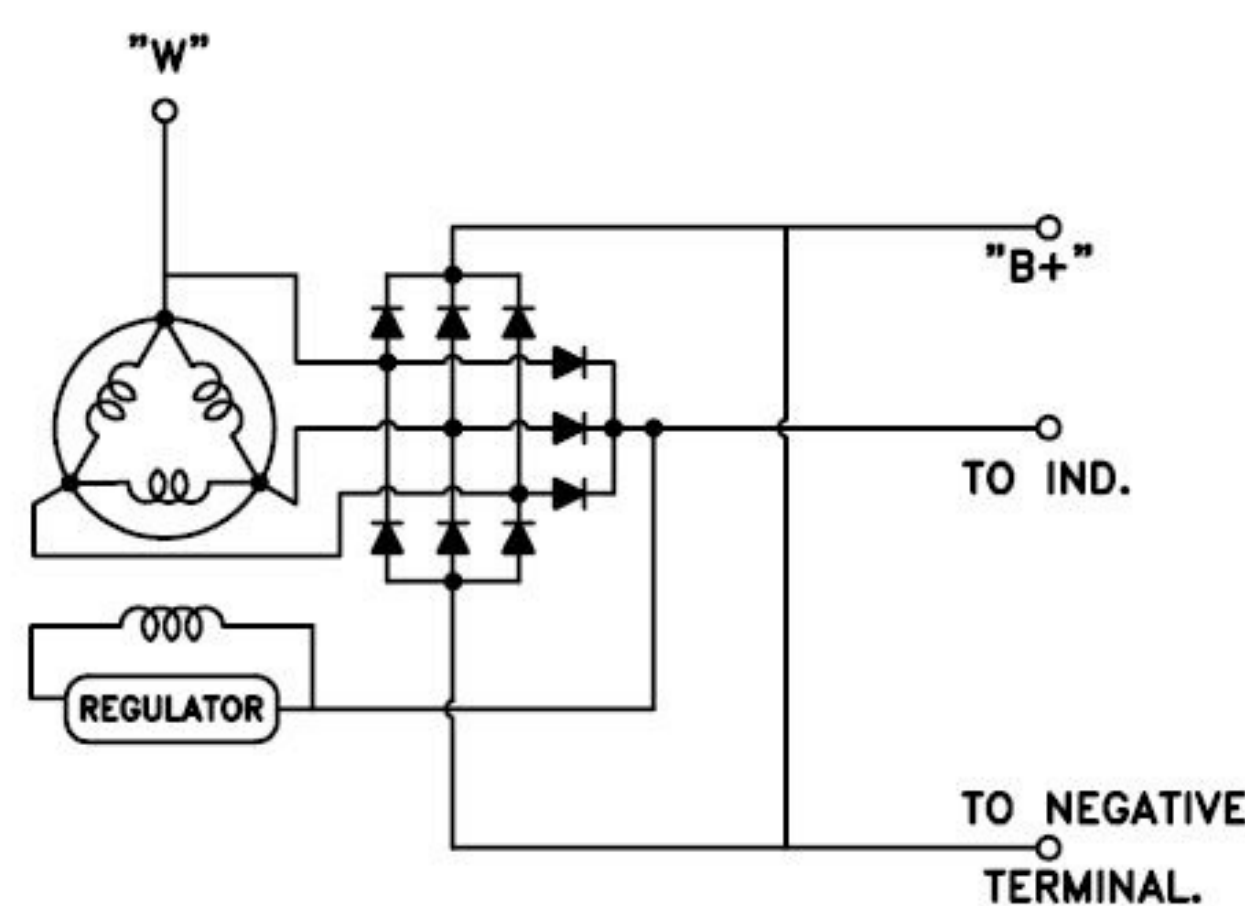 "W"
"B+"
TO IND.
REGULATOR
TO NEGATIVE
TERMINAL.